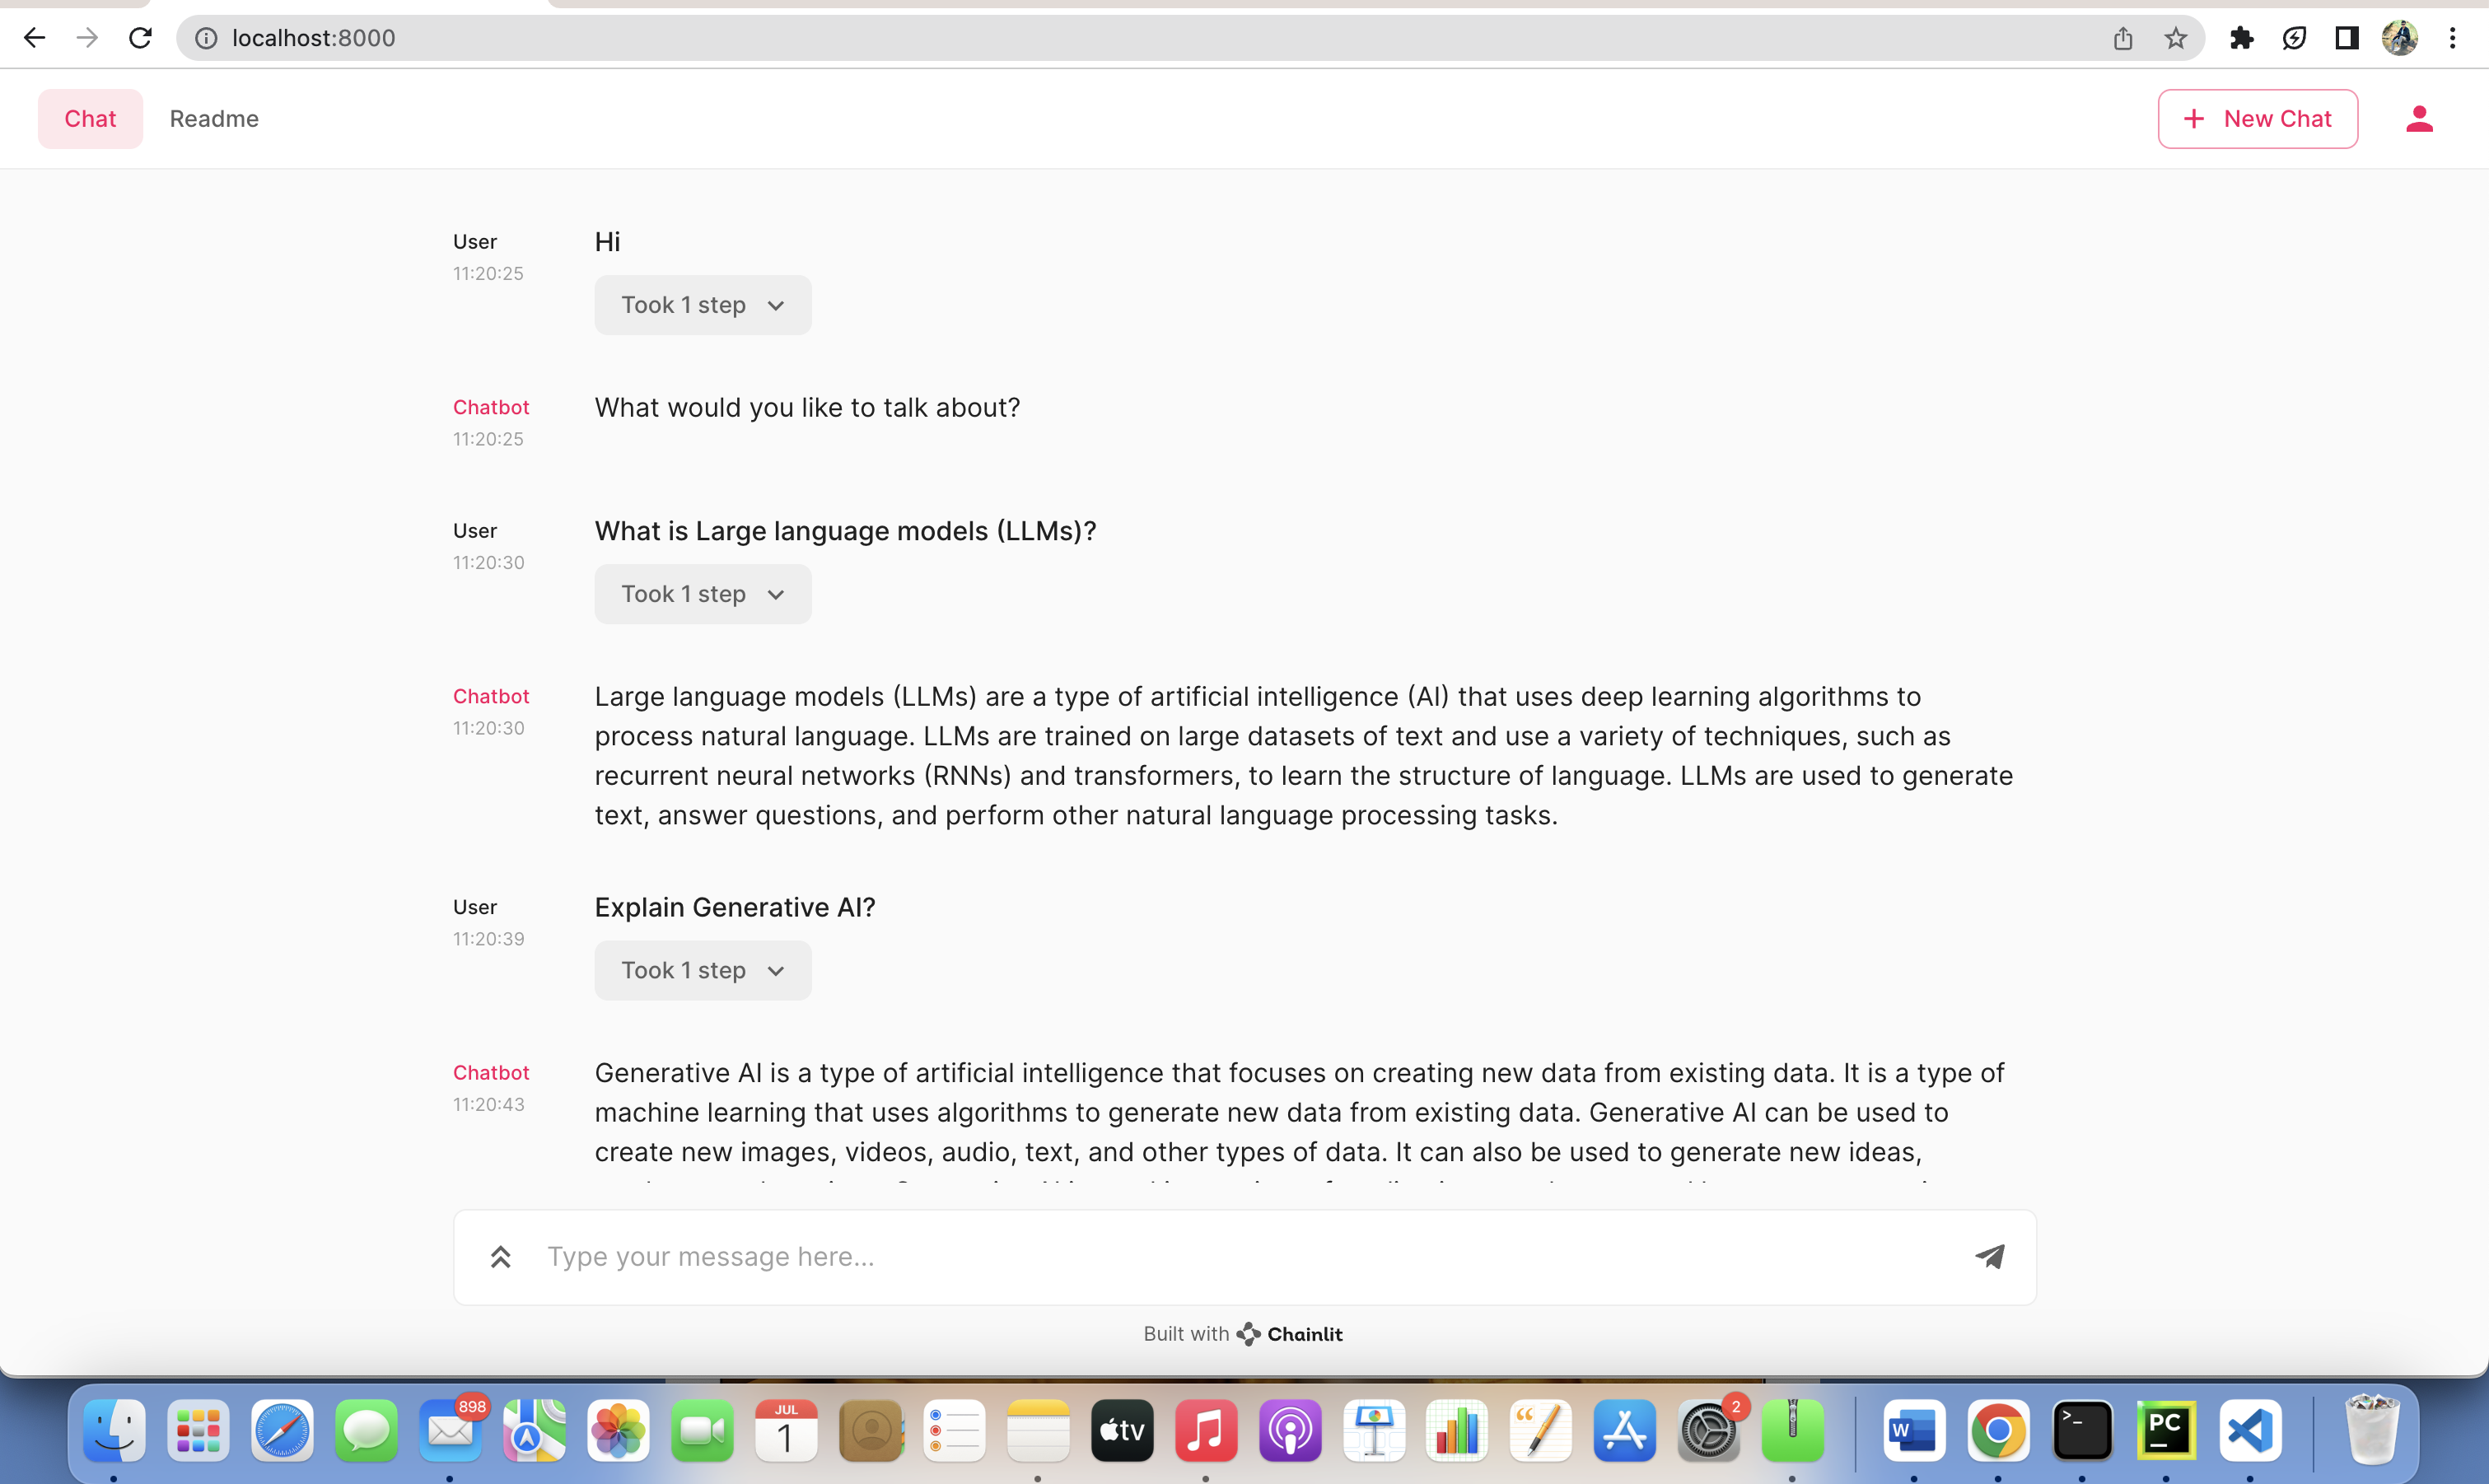 localhost:8000
Chat
Readme
+ New Chat
User
Hi
11:20:25
Took 1 step
Chatbot
What would you like to talk about?
11:20:25
User
What is Large language models (LLMs)?
11:20:30
Took 1 step
Chatbot
Large language models (LLMs) are a type of artificial intelligence (AI) that uses deep learning algorithms to
11:20:30
process natural language. LLMs are trained on large datasets of text and use a variety of techniques, such as
recurrent neural networks (RNNs) and transformers, to learn the structure of language. LLMs are used to generate
text, answer questions, and perform other natural language processing tasks.
User
Explain Generative AI?
11:20:39
Took 1 step
Chatbot
Generative AI is a type of artificial intelligence that focuses on creating new data from existing data. It is a type of
11:20:43
machine learning that uses algorithms to generate new data from existing data. Generative AI can be used to
create new images, videos, audio, text, and other types of data. It can also be used to generate new ideas,
Type your message here...
Built with Chainlit
898
JUL
1
tv
2
W
>_
PC